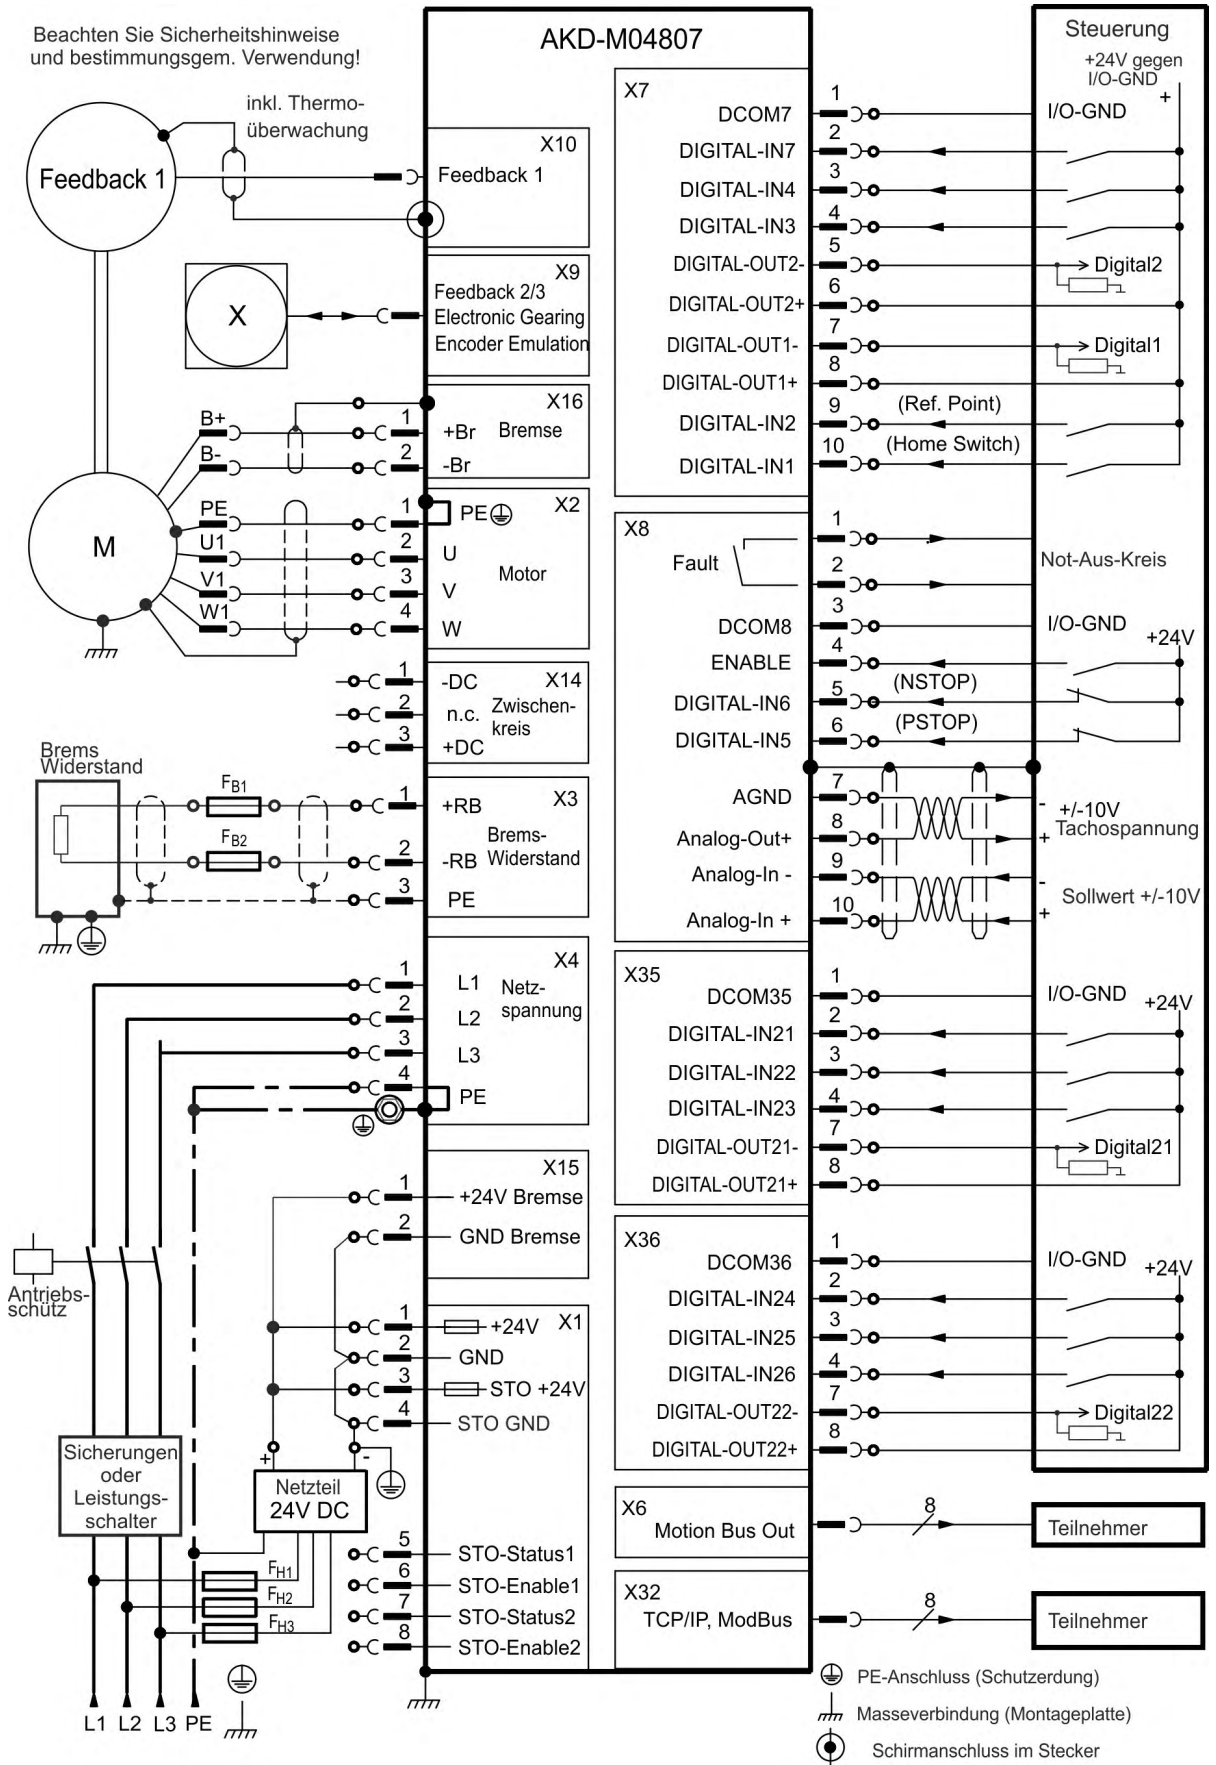 AKD-M04807
Beachten Sie Sicherheitshinweise
und bestimmungsgem. Verwendung!
inkl. Thermo-
überwachung
Feedback 1
X10
Feedback 1
X
X9
Feedback 2/3
Electronic Gearing
Encoder Emulation
X16
B+
1
+Br
Bremse
B-
2
-Br
X2
M
PE
1
PE
U1
2
U
Motor
V1
3
V
W1
4
W
X14
1
-DC
2
n.c.
Zwischen-
kreis
3
+DC
Brems
Widerstand
X3
FB1
1
+RB
Brems-
Widerstand
FB2
2
-RB
3
PE
X4
1
L1
Netz-
spannung
2
L2
3
L3
4
PE
X15
1
+24V Bremse
2
GND Bremse
Antriebs-
schütz
X1
1
+24V
2
GND
3
STO +24V
4
STO GND
+
-
Sicherungen
oder
Leistungs-
schalter
Netzteil
24V DC
5
STO-Status1
6
STO-Enable1
7
STO-Status2
8
STO-Enable2
FH1
FH2
FH3
L1
L2
L3
PE
X7
DCOM7
1
DIGITAL-IN7
2
DIGITAL-IN4
3
DIGITAL-IN3
4
DIGITAL-OUT2-
5
DIGITAL-OUT2+
6
DIGITAL-OUT1-
7
DIGITAL-OUT1+
8
DIGITAL-IN2
9
(Ref. Point)
DIGITAL-IN1
10
(Home Switch)
Steuerung
+24V gegen
I/O-GND
+
I/O-GND
Digital2
Digital1
X8
Fault
1
2
Not-Aus-Kreis
DCOM8
3
I/O-GND
+24V
ENABLE
4
DIGITAL-IN6
5
(NSTOP)
DIGITAL-IN5
6
(PSTOP)
AGND
7
-
+/-10V
Tachospannung
Analog-Out+
8
+
Analog-In -
9
-
Sollwert +/-10V
Analog-In +
10
+
X35
DCOM35
1
I/O-GND
+24V
DIGITAL-IN21
2
DIGITAL-IN22
3
DIGITAL-IN23
4
DIGITAL-OUT21-
7
Digital21
DIGITAL-OUT21+
8
X36
DCOM36
1
I/O-GND
+24V
DIGITAL-IN24
2
DIGITAL-IN25
3
DIGITAL-IN26
4
DIGITAL-OUT22-
7
Digital22
DIGITAL-OUT22+
8
X6
Motion Bus Out
8
Teilnehmer
X32
TCP/IP, ModBus
8
Teilnehmer
PE-Anschluss (Schutzerdung)
Masseverbindung (Montageplatte)
Schirmanschluss im Stecker